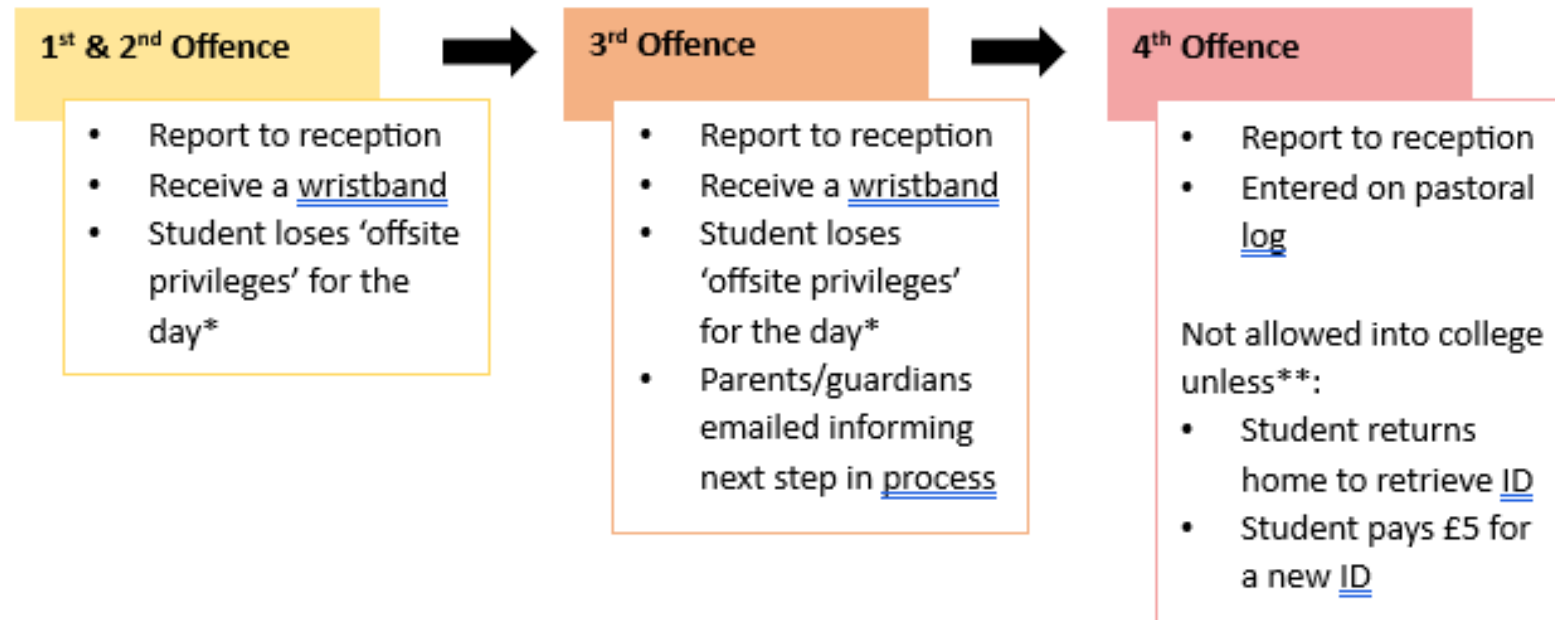 1st & 2nd Offence
• Report to reception
• Receive a wristband
• Student loses ‘offsite
privileges’ for the
day*
3rd Offence
• Report to reception
• Receive a wristband
• Student loses
‘offsite privileges’
for the day*
• Parents/guardians
emailed informing
next step in process
4th Offence
• Report to reception
• Entered on pastoral
log
Not allowed into college
unless**:
• Student returns
home to retrieve ID
• Student pays £5 for
a new ID